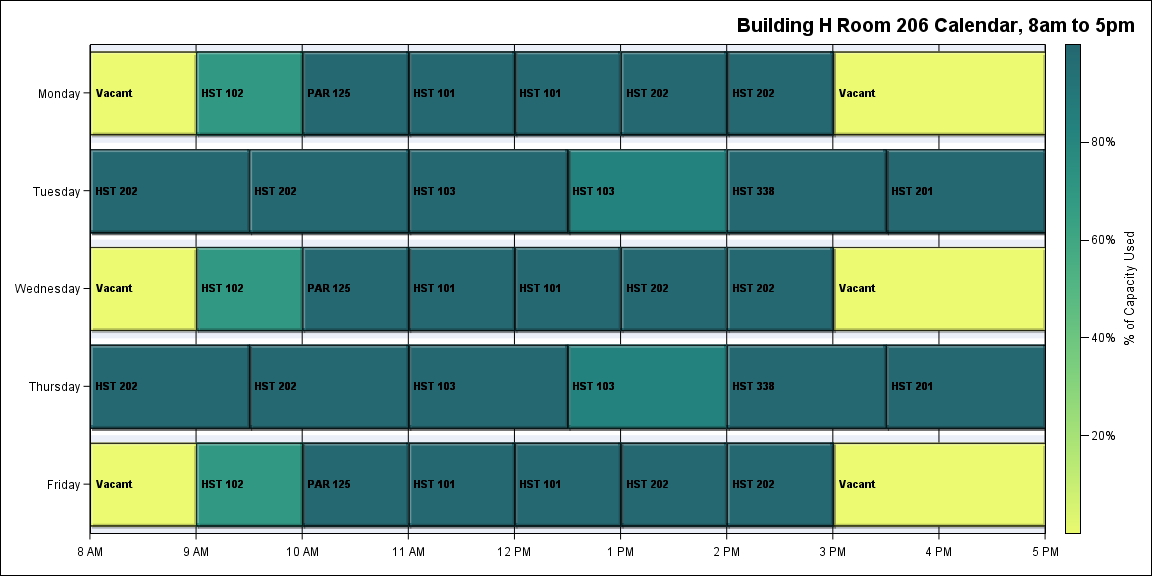 Building H Room 206 Calendar, 8am to 5pm
Monday
Vacant
HST 102
PAR 125
HST 101
HST 101
HST 202
HST 202
Vacant
Tuesday
HST 202
HST 202
HST 103
HST 103
HST 338
HST 201
Wednesday
Vacant
HST 102
PAR 125
HST 101
HST 101
HST 202
HST 202
Vacant
Thursday
HST 202
HST 202
HST 103
HST 103
HST 338
HST 201
Friday
Vacant
HST 102
PAR 125
HST 101
HST 101
HST 202
HST 202
Vacant
8 AM
9 AM
10 AM
11 AM
12 PM
1 PM
2 PM
3 PM
4 PM
5 PM
80%
60%
40%
20%
% of Capacity Used